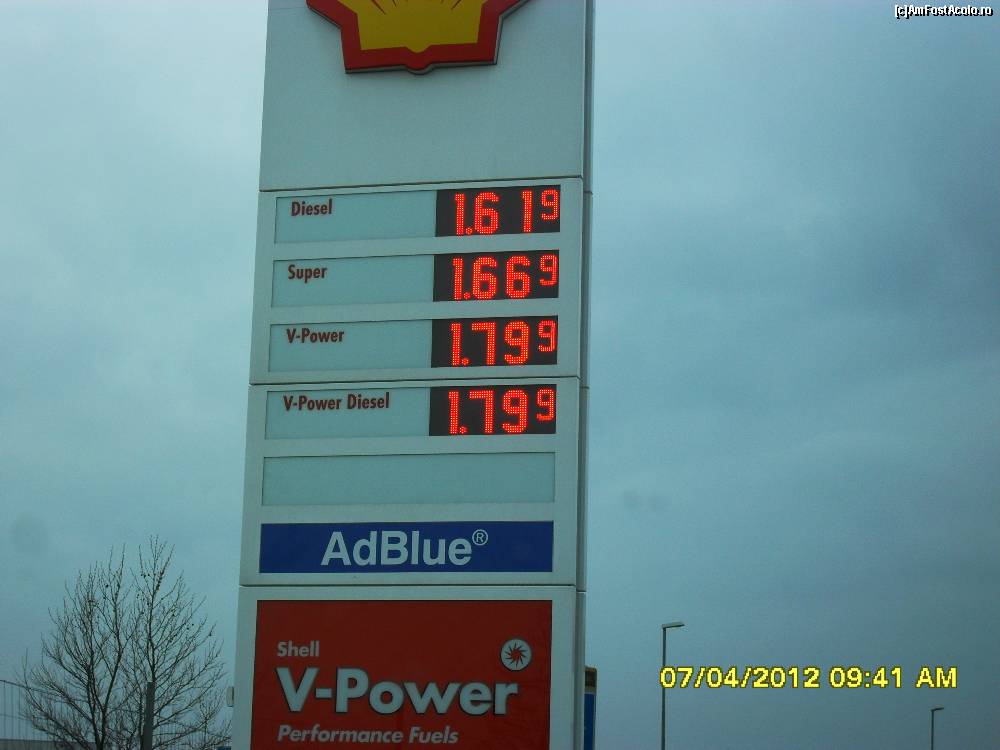 [c]AmFostAcolo.ro
Diesel 1.619
Super 1.669
V-Power 1.799
V-Power Diesel 1.799
AdBlue®
Shell
V-Power
Performance Fuels
07/04/2012 09:41 AM